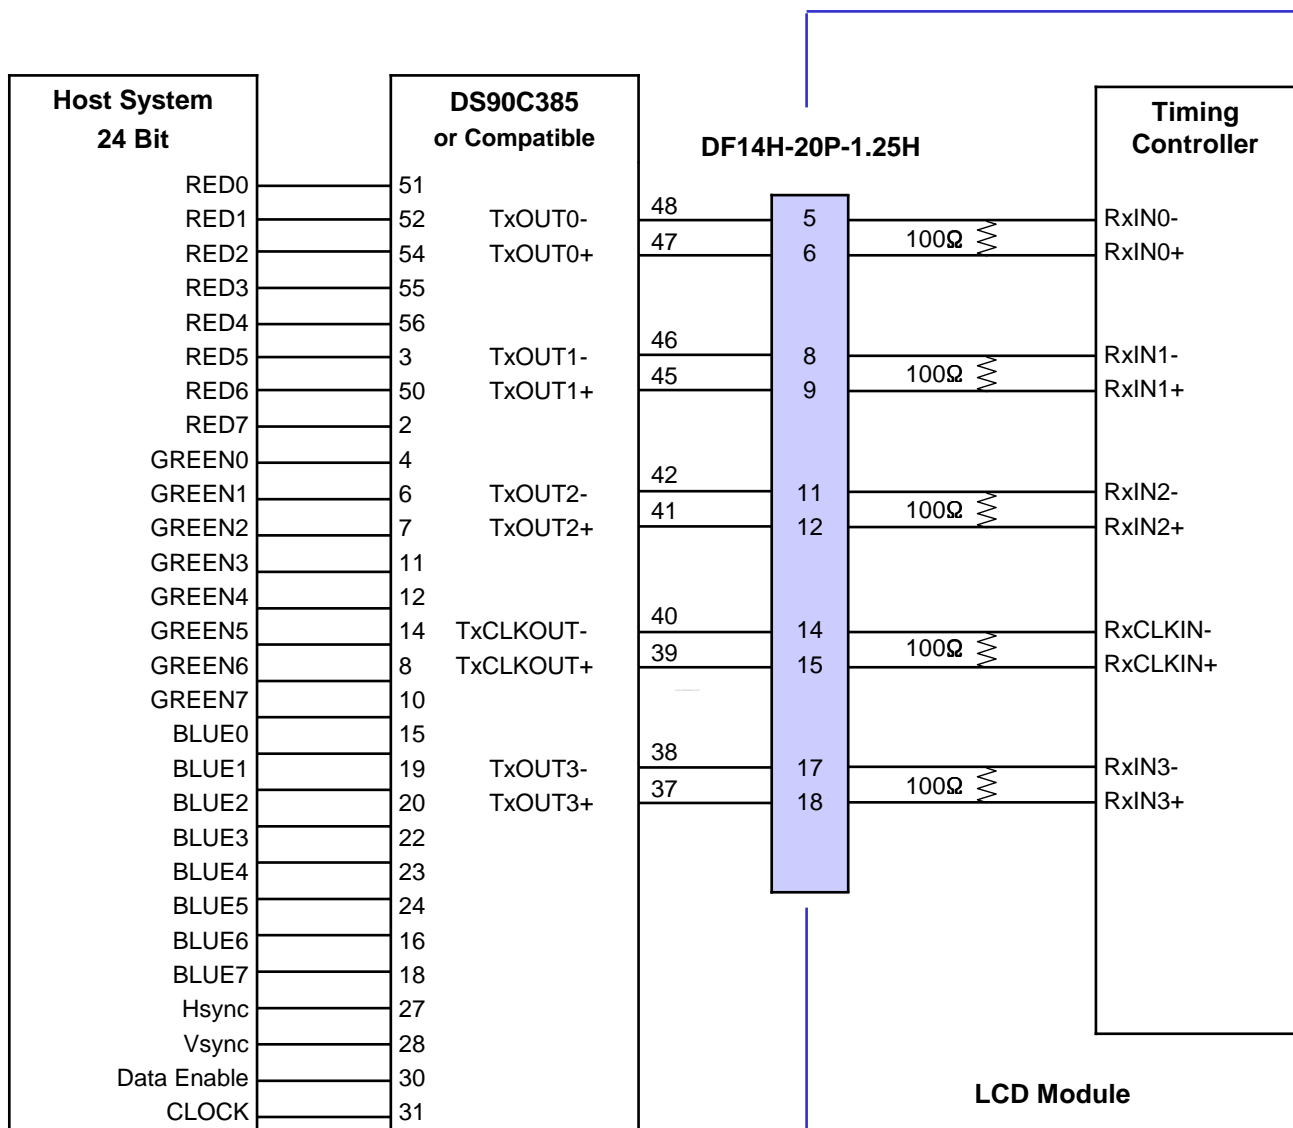 Host System
24 Bit
DS90C385
or Compatible
DF14H-20P-1.25H
Timing
Controller
RED0 51
RED1 52 TxOUT0- 48 5 RxIN0-
100Ω
RED2 54 TxOUT0+ 47 6 RxIN0+
RED3 55
RED4 56
RED5 3 TxOUT1- 46 8 RxIN1-
100Ω
RED6 50 TxOUT1+ 45 9 RxIN1+
RED7 2
GREEN0 4
GREEN1 6 TxOUT2- 42 11 RxIN2-
100Ω
GREEN2 7 TxOUT2+ 41 12 RxIN2+
GREEN3 11
GREEN4 12
GREEN5 14 TxCLKOUT- 40 14 RxCLKIN-
100Ω
GREEN6 8 TxCLKOUT+ 39 15 RxCLKIN+
GREEN7 10
BLUE0 15
BLUE1 19 TxOUT3- 38 17 RxIN3-
100Ω
BLUE2 20 TxOUT3+ 37 18 RxIN3+
BLUE3 22
BLUE4 23
BLUE5 24
BLUE6 16
BLUE7 18
Hsync 27
Vsync 28
Data Enable 30
CLOCK 31
LCD Module